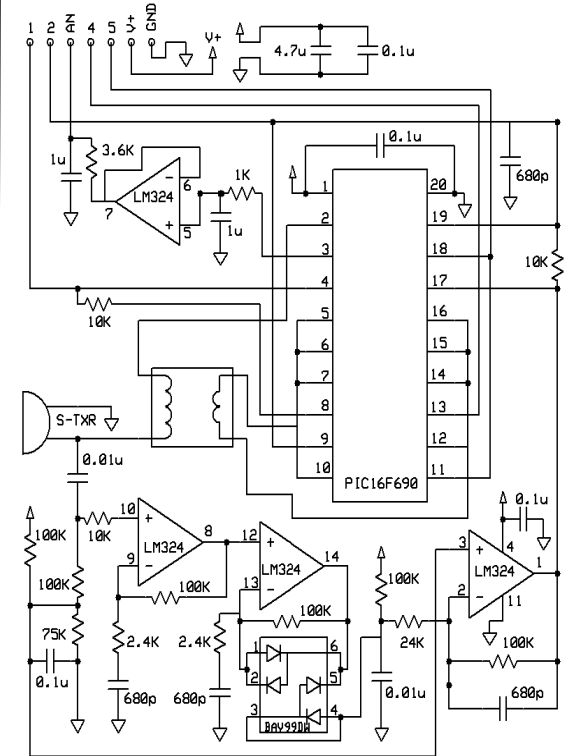 1 2 AN 4 5 V+ GND
V+
4.7u 0.1u
3.6K
1u
LM324
6
7
5
1K
1u
0.1u
680p
1 20
2 19
3 18
4 17
5 16
6 15
7 14
8 13
9 12
10 11
PIC16F690
10K
10K
S-TXR
0.01u
100K
10K
10
9
8
LM324
100K
100K
75K
0.1u
2.4K
680p
12
13
14
LM324
100K
2.4K
680p
1 6
2 5
3 4
BAV99DW
100K
24K
0.01u
0.1u
3
4
2
1
11
LM324
100K
680p